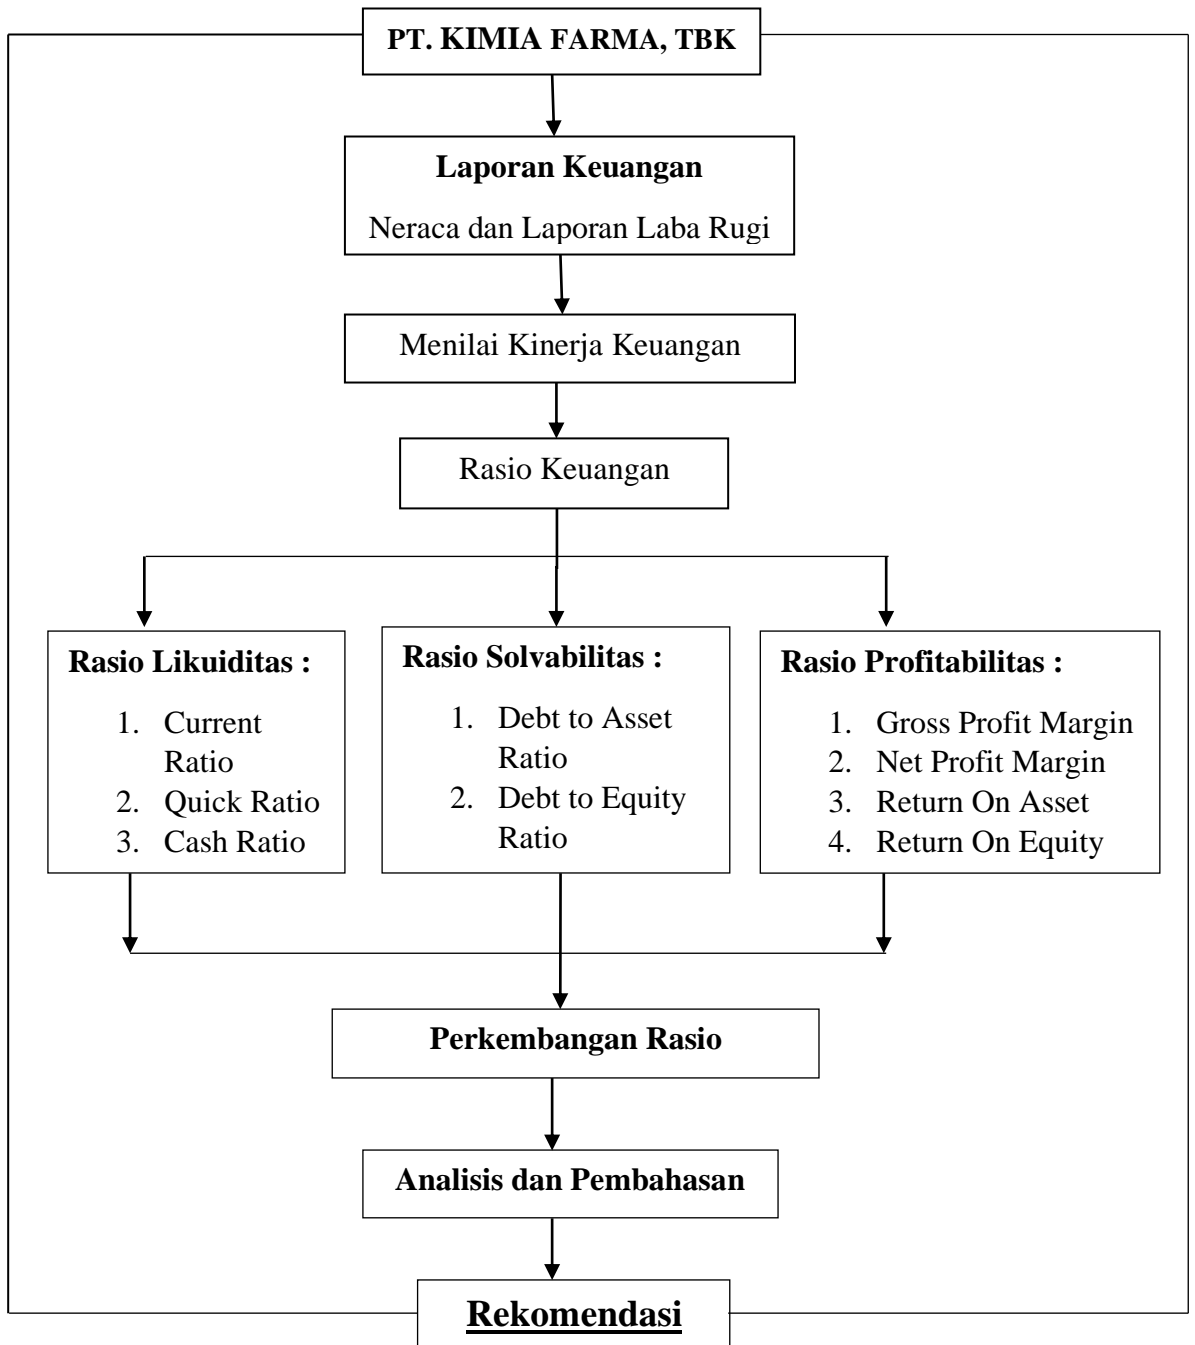 PT. KIMIA FARMA, TBK
Laporan Keuangan
Neraca dan Laporan Laba Rugi
Menilai Kinerja Keuangan
Rasio Keuangan
Rasio Likuiditas :
1. Current
Ratio
2. Quick Ratio
3. Cash Ratio
Rasio Solvabilitas :
1. Debt to Asset
Ratio
2. Debt to Equity
Ratio
Rasio Profitabilitas :
1. Gross Profit Margin
2. Net Profit Margin
3. Return On Asset
4. Return On Equity
Perkembangan Rasio
Analisis dan Pembahasan
Rekomendasi